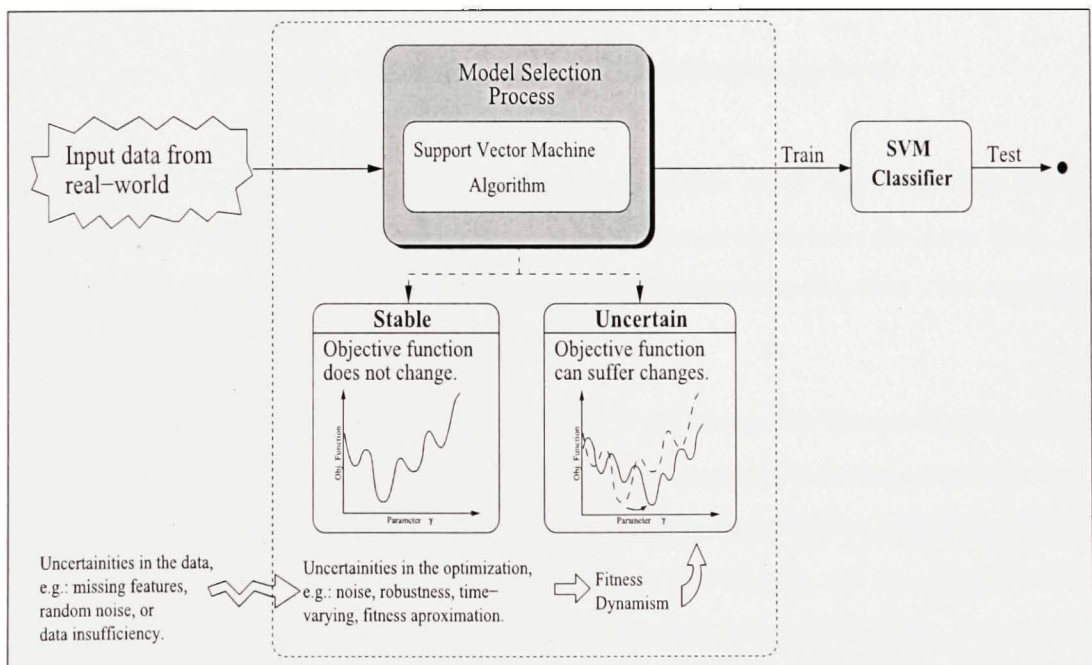 Model Selection
Process
Support Vector Machine
Algorithm
Input data from
real-world
Train
SVM
Classifier
Test
Stable
Objective function
does not change.
Obj. Function
Parameter γ
Uncertain
Objective function
can suffer changes.
Obj. Function
Parameter γ
Uncertainities in the data,
e.g.: missing features,
random noise, or
data insufficiency.
Uncertainities in the optimization,
e.g.: noise, robustness, time-
varying, fitness aproximation.
Fitness
Dynamism